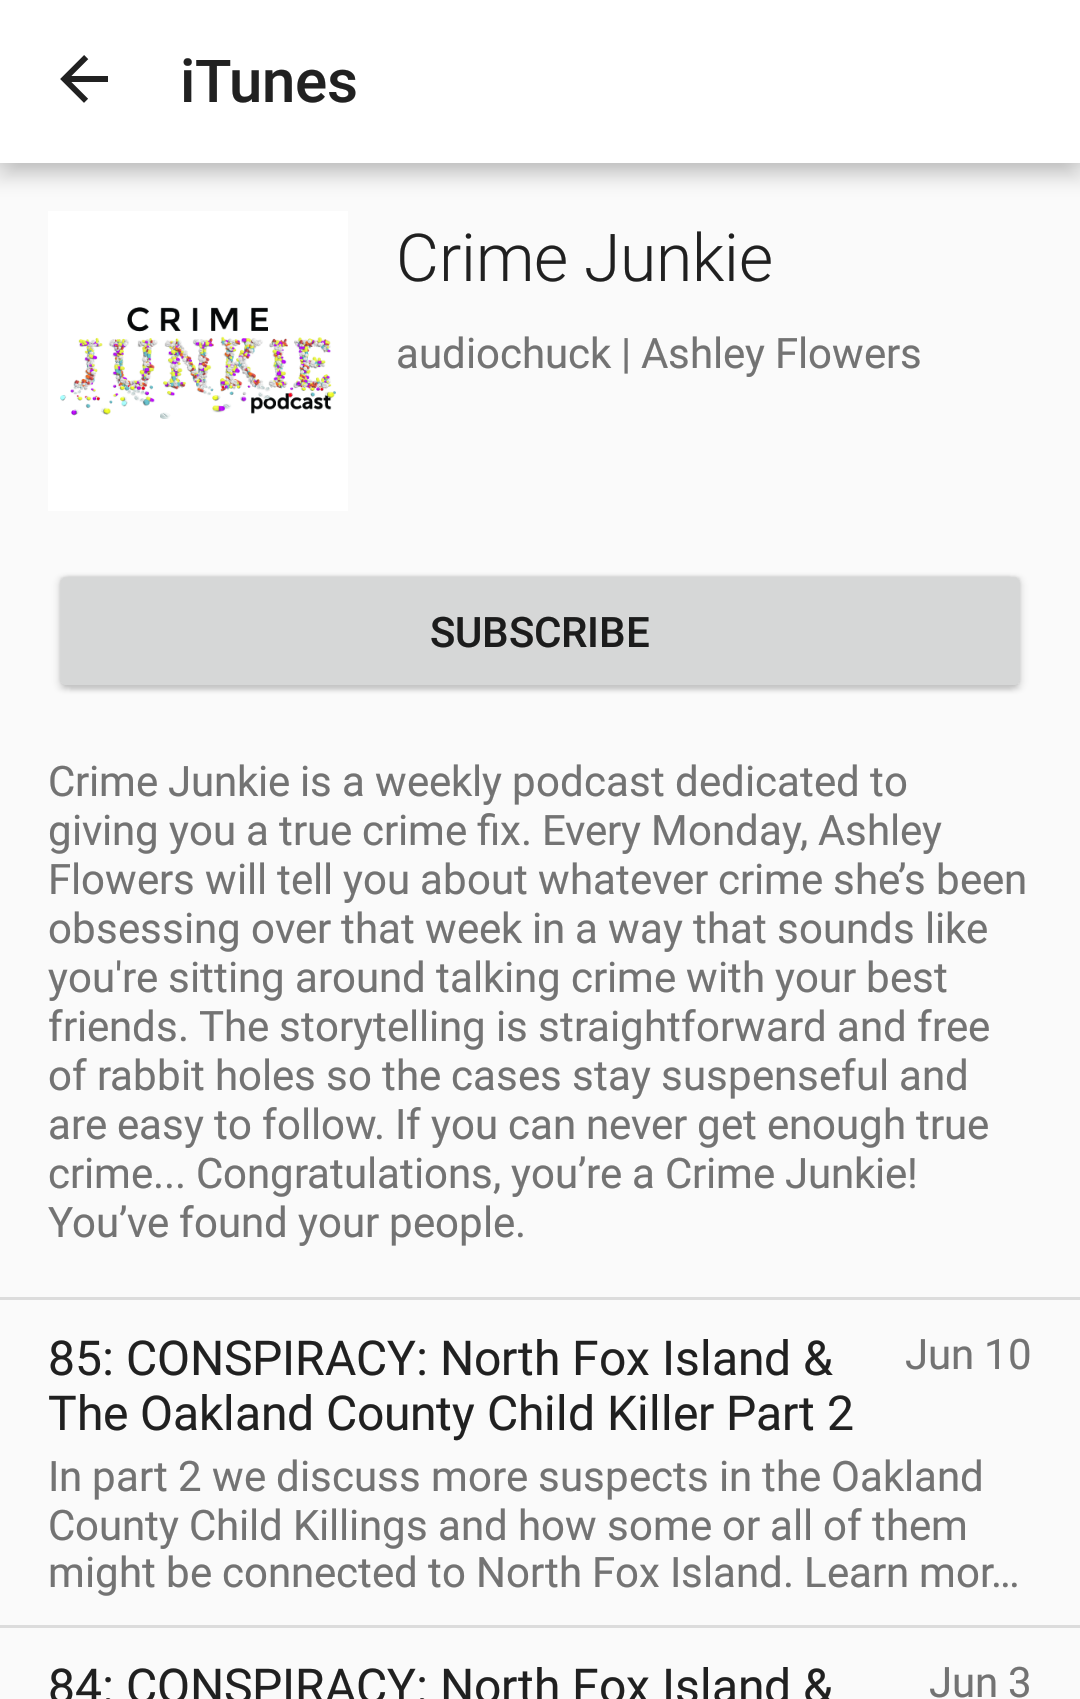 iTunes
CRIME
JUNKIE
podcast
Crime Junkie
audiochuck | Ashley Flowers
SUBSCRIBE
Crime Junkie is a weekly podcast dedicated to
giving you a true crime fix. Every Monday, Ashley
Flowers will tell you about whatever crime she’s been
obsessing over that week in a way that sounds like
you're sitting around talking crime with your best
friends. The storytelling is straightforward and free
of rabbit holes so the cases stay suspenseful and
are easy to follow. If you can never get enough true
crime... Congratulations, you’re a Crime Junkie!
You’ve found your people.
85: CONSPIRACY: North Fox Island & Jun 10
The Oakland County Child Killer Part 2
In part 2 we discuss more suspects in the Oakland
County Child Killings and how some or all of them
might be connected to North Fox Island. Learn mor…
84: CONSPIRACY: North Fox Island & Jun 3